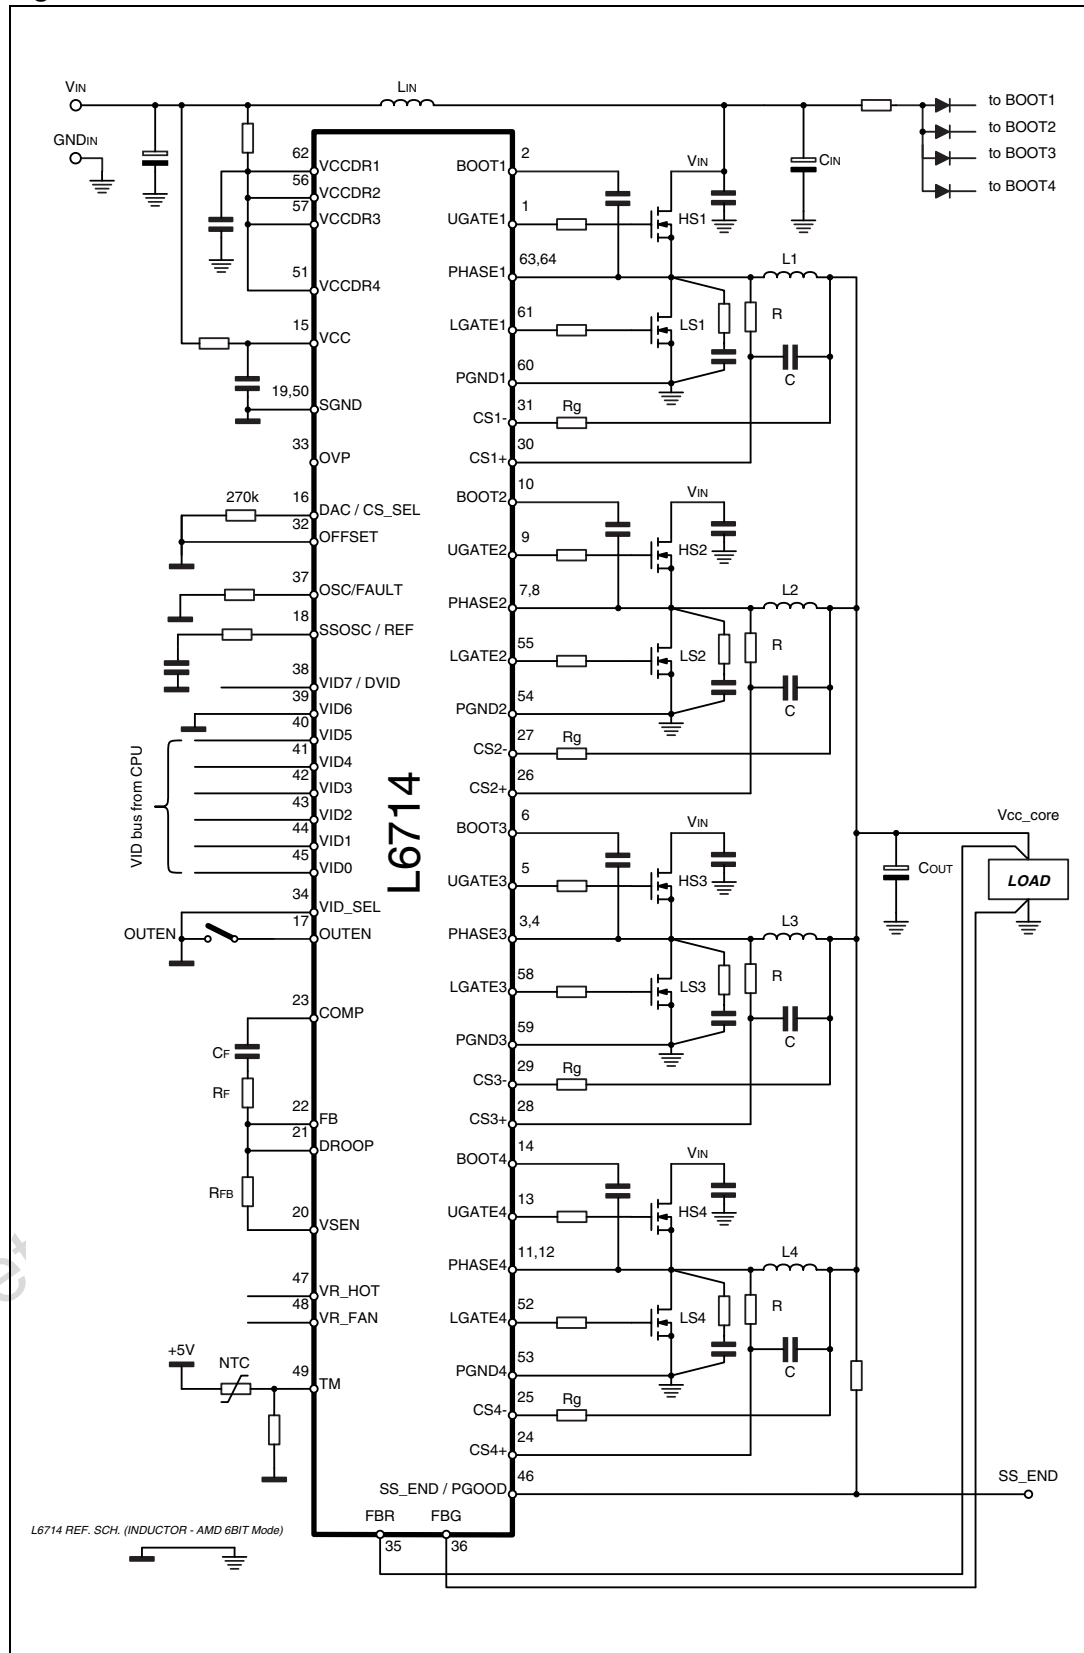 VIN
LIN
to BOOT1
to BOOT2
to BOOT3
to BOOT4
GNDIN
CIN
62
VCCDR1
56
VCCDR2
57
VCCDR3
51
VCCDR4
15
VCC
19,50
SGND
33
OVP
270k
16
DAC / CS_SEL
32
OFFSET
37
OSC/FAULT
18
SSOSC / REF
38
VID7 / DVID
39
VID6
40
VID5
41
VID4
42
VID3
43
VID2
44
VID1
45
VID0
VID bus from CPU
34
VID_SEL
17
OUTEN
OUTEN
23
COMP
CF
RF
22
FB
21
DROOP
RFB
20
VSEN
47
VR_HOT
48
VR_FAN
+5V
NTC
49
TM
L6714
BOOT1
2
VIN
UGATE1
1
HS1
PHASE1
63,64
L1
LGATE1
61
LS1
R
PGND1
60
C
CS1-
31
Rg
CS1+
30
BOOT2
10
VIN
UGATE2
9
HS2
PHASE2
7,8
L2
LGATE2
55
LS2
R
PGND2
54
C
CS2-
27
Rg
CS2+
26
BOOT3
6
VIN
UGATE3
5
HS3
PHASE3
3,4
L3
LGATE3
58
LS3
R
PGND3
59
C
CS3-
29
Rg
CS3+
28
BOOT4
14
VIN
UGATE4
13
HS4
PHASE4
11,12
L4
LGATE4
52
LS4
R
PGND4
53
C
CS4-
25
Rg
CS4+
24
SS_END / PGOOD
46
SS_END
Vcc_core
COUT
LOAD
FBR
FBG
35
36
L6714 REF. SCH. (INDUCTOR - AMD 6BIT Mode)